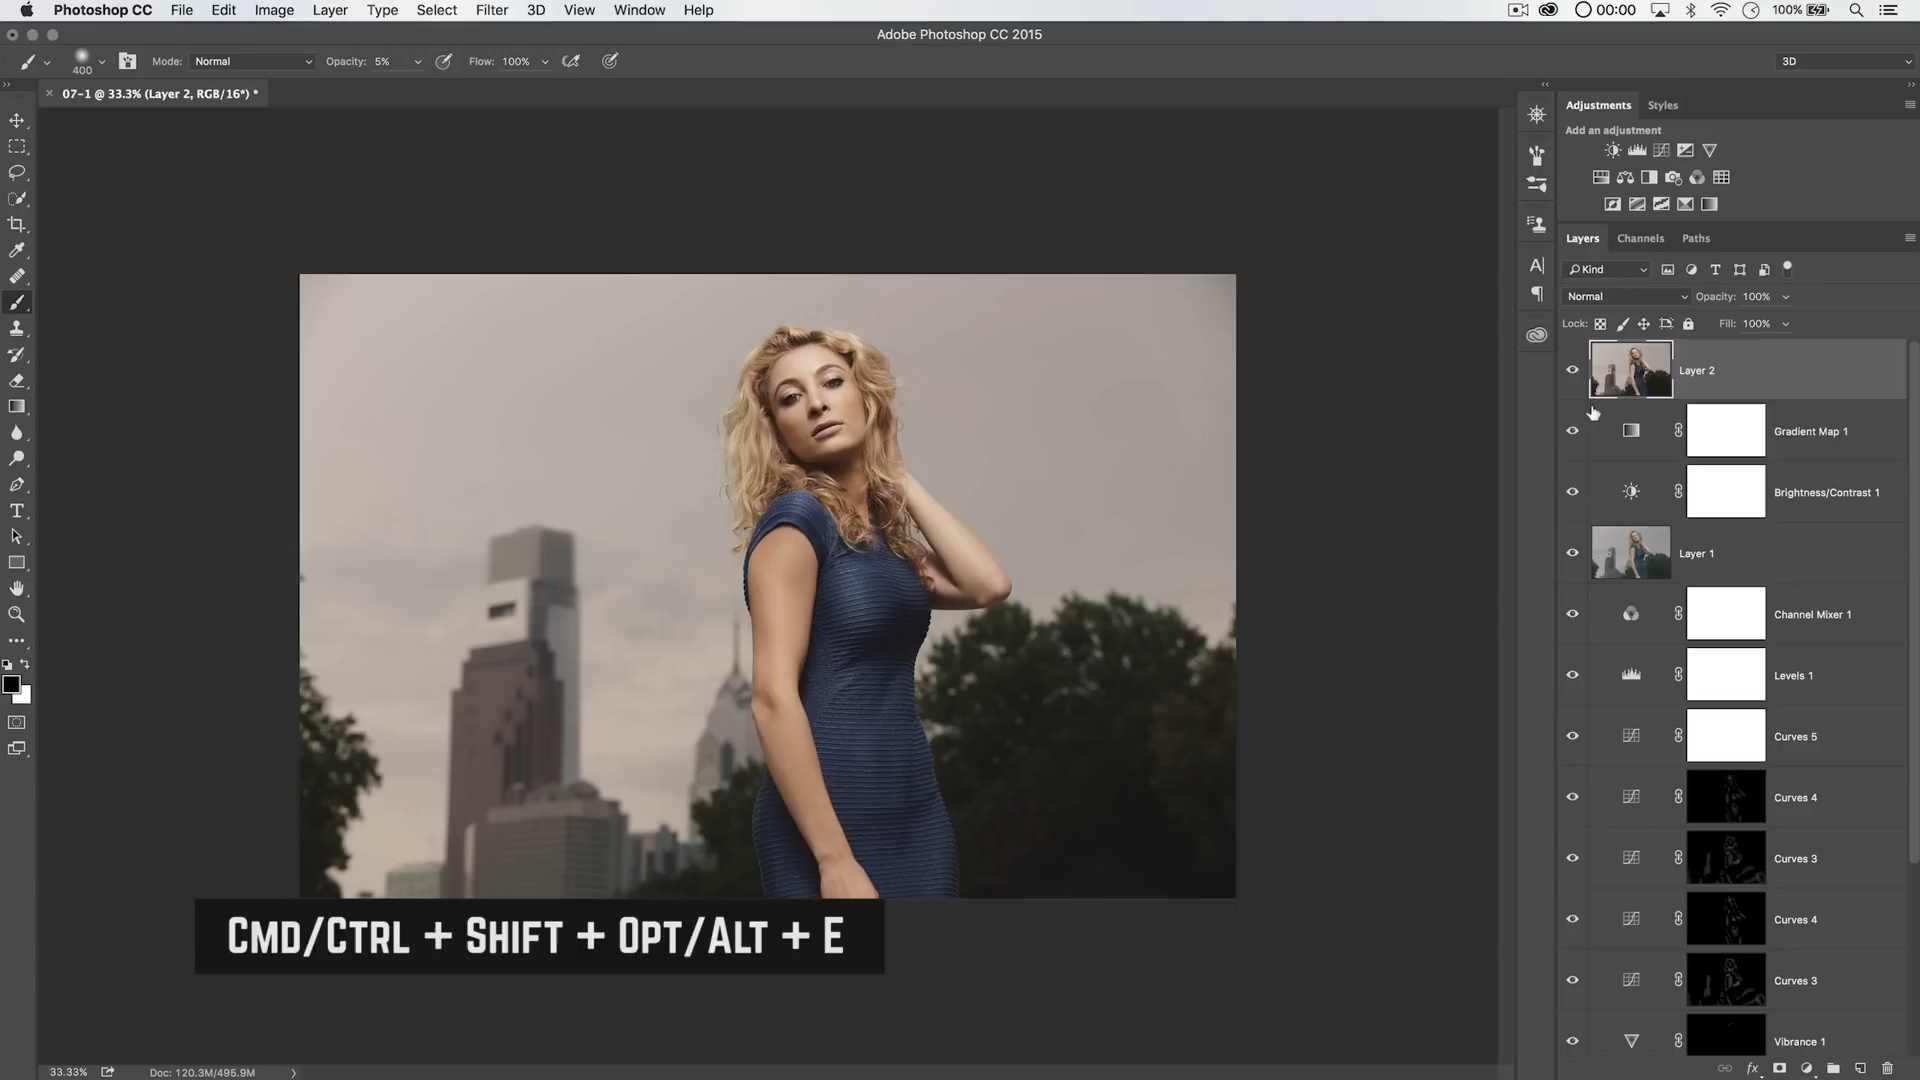 Photoshop CC File Edit Image Layer Type Select Filter 3D View Window Help 00:00 100%
Adobe Photoshop CC 2015
400 Mode: Normal Opacity: 5% Flow: 100% 3D
07-1 @ 33.3% (Layer 2, RGB/16*) *
Adjustments Styles
Add an adjustment
Layers Channels Paths
Kind
Normal Opacity: 100%
Lock: Fill: 100%
Layer 2
Gradient Map 1
Brightness/Contrast 1
Layer 1
Channel Mixer 1
Levels 1
Curves 5
Curves 4
Curves 3
Curves 4
Curves 3
Vibrance 1
Cmd/Ctrl + Shift + Opt/Alt + E
33.33% Doc: 120.3M/495.9M
fx